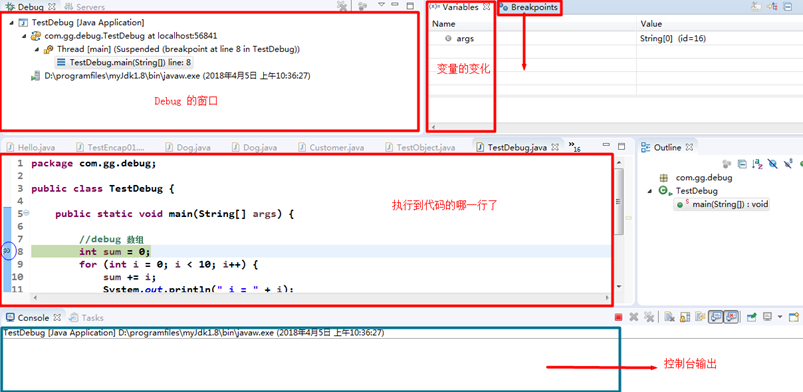 Debug Servers
TestDebug [Java Application]
com.gg.debug.TestDebug at localhost:56841
Thread [main] (Suspended (breakpoint at line 8 in TestDebug))
TestDebug.main(String[]) line: 8
D:\programfiles\myJdk1.8\bin\javaw.exe (2018年4月5日 上午10:36:27)
Debug 的窗口
(x)= Variables Breakpoints
Name Value
args String[0] (id=16)
变量的变化
Hello.java TestEncap01.... Dog.java Dog.java Customer.java TestObject.java TestDebug.java »16
1 package com.gg.debug;
2
3 public class TestDebug {
4
5 public static void main(String[] args) {
6
7 //debug 数组
8 int sum = 0;
9 for (int i = 0; i < 10; i++) {
10 sum += i;
11 System.out.println(" i = " + i);
执行到代码的哪一行了
Outline
com.gg.debug
TestDebug
main(String[]) : void
Console Tasks
TestDebug [Java Application] D:\programfiles\myJdk1.8\bin\javaw.exe (2018年4月5日 上午10:36:27)
控制台输出